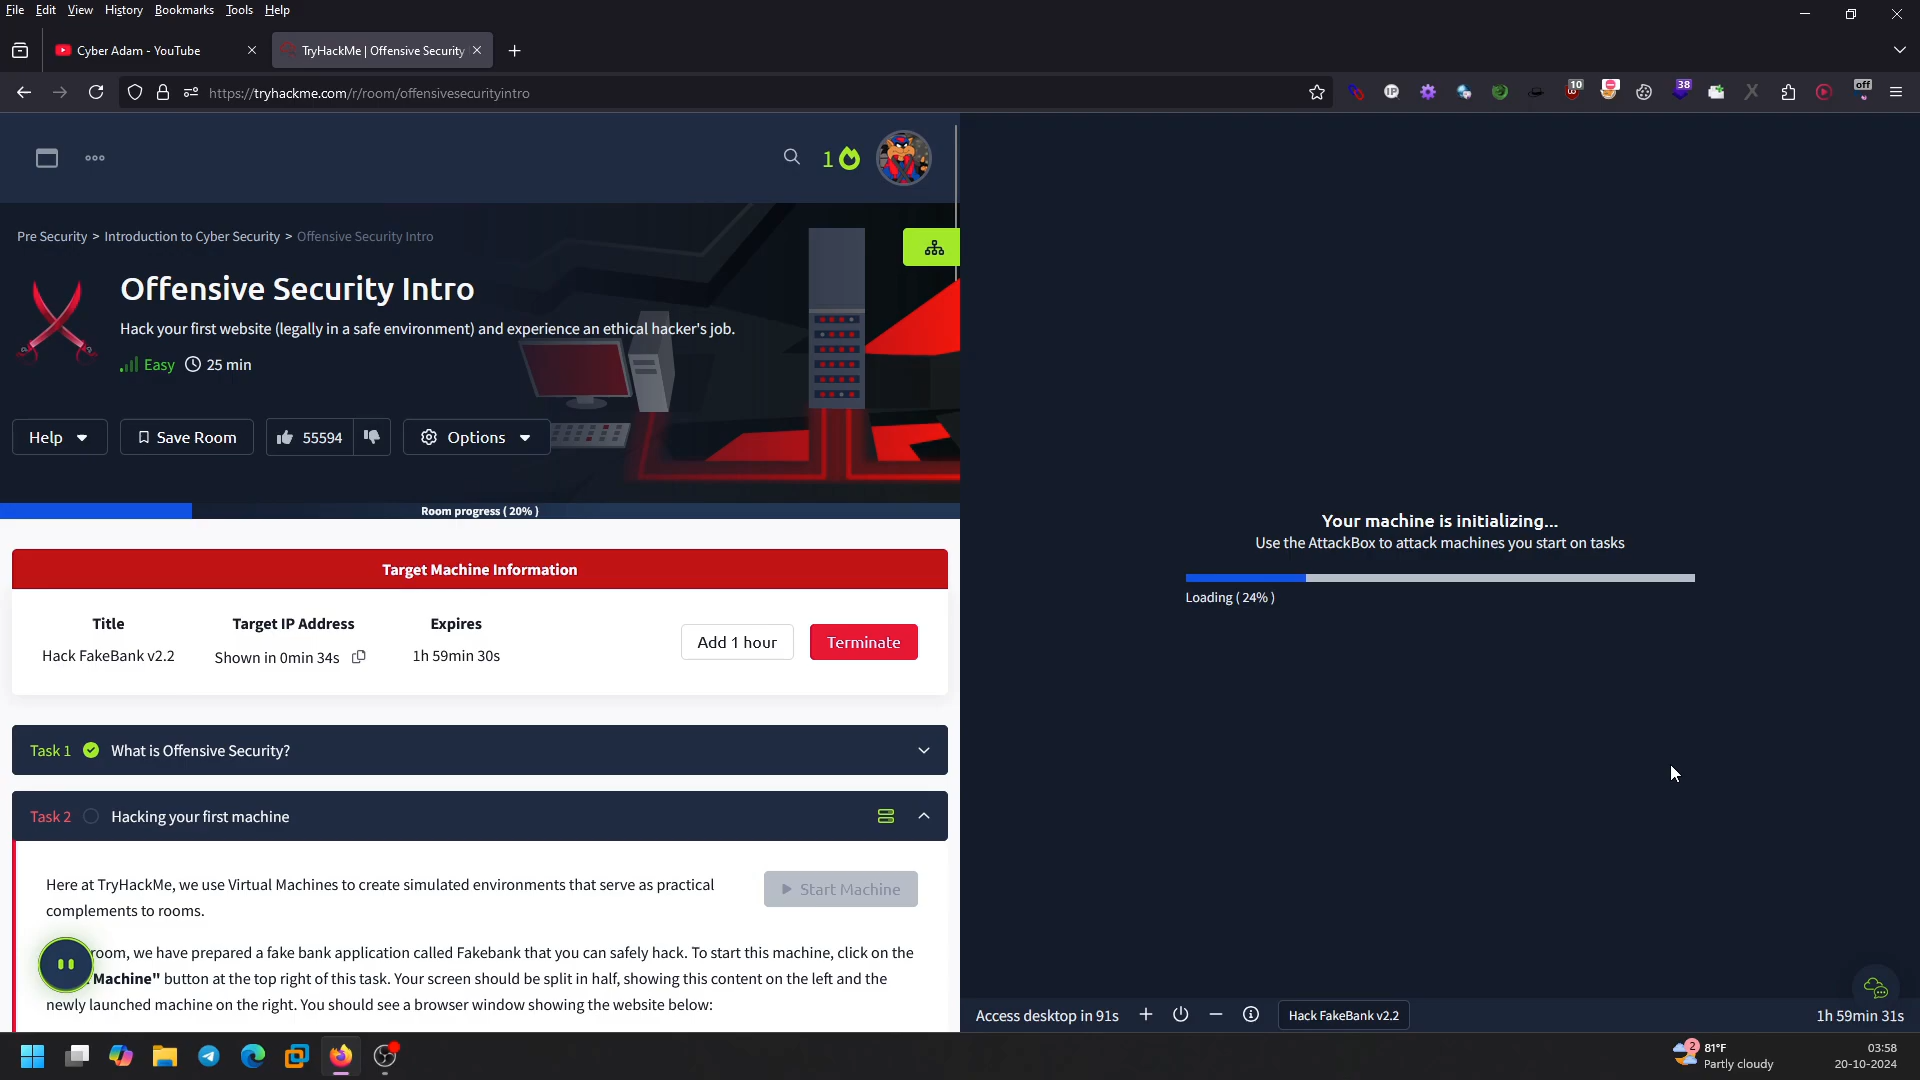 File Edit View History Bookmarks Tools Help
Cyber Adam - YouTube
TryHackMe | Offensive Security
https://tryhackme.com/r/room/offensivesecurityintro
10
38
off
1
Pre Security > Introduction to Cyber Security > Offensive Security Intro
Offensive Security Intro
Hack your first website (legally in a safe environment) and experience an ethical hacker's job.
Easy 25 min
Help Save Room 55594 Options
Room progress ( 20% )
Target Machine Information
Title Target IP Address Expires
Hack FakeBank v2.2 Shown in 0min 34s 1h 59min 30s
Add 1 hour Terminate
Task 1 What is Offensive Security?
Task 2 Hacking your first machine
Here at TryHackMe, we use Virtual Machines to create simulated environments that serve as practical
complements to rooms.
Start Machine
room, we have prepared a fake bank application called Fakebank that you can safely hack. To start this machine, click on the
Machine" button at the top right of this task. Your screen should be split in half, showing this content on the left and the
newly launched machine on the right. You should see a browser window showing the website below:
Your machine is initializing...
Use the AttackBox to attack machines you start on tasks
Loading ( 24% )
Access desktop in 91s Hack FakeBank v2.2 1h 59min 31s
2 81°F
Partly cloudy
03:58
20-10-2024